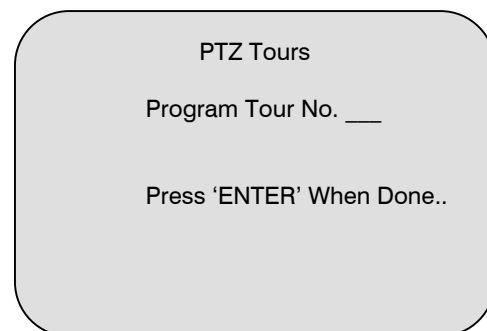 PTZ Tours
Program Tour No. ___
Press ‘ENTER’ When Done..